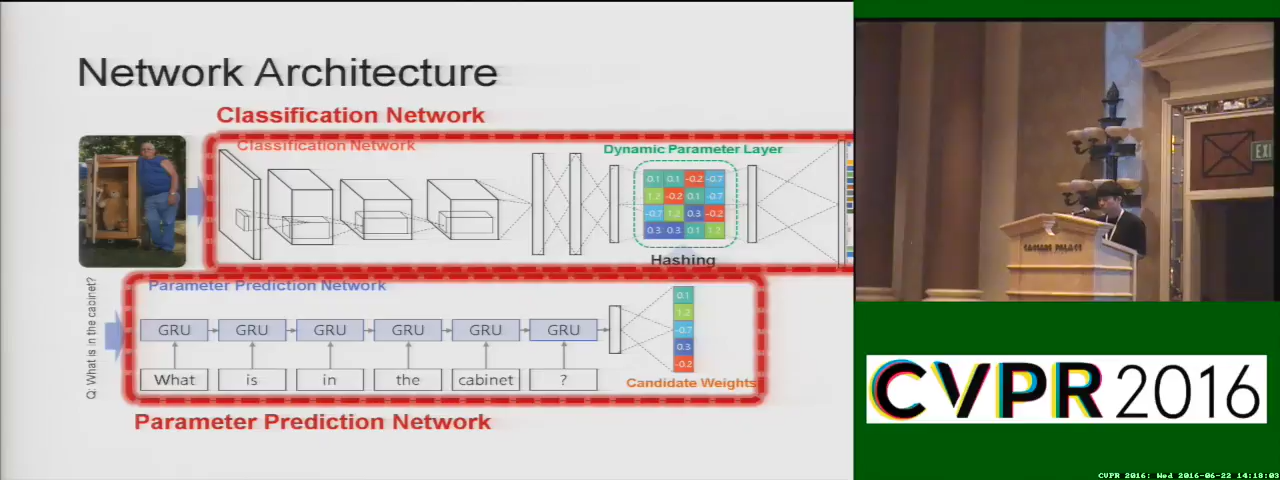 Network Architecture
Classification Network
Classification Network
Dynamic Parameter Layer
0.1 0.1 -0.2 -0.7
1.2 -0.2 0.1 -0.7
-0.7 1.2 0.3 -0.2
0.3 0.3 0.1 1.2
Hashing
Q: What is in the cabinet?
Parameter Prediction Network
GRU GRU GRU GRU GRU GRU
What is in the cabinet ?
0.1
1.2
-0.7
0.3
-0.2
Candidate Weights
Parameter Prediction Network
CAESARS PALACE
EXI
CVPR 2016
CVPR 2016: Wed 2016-06-22 14:18:03